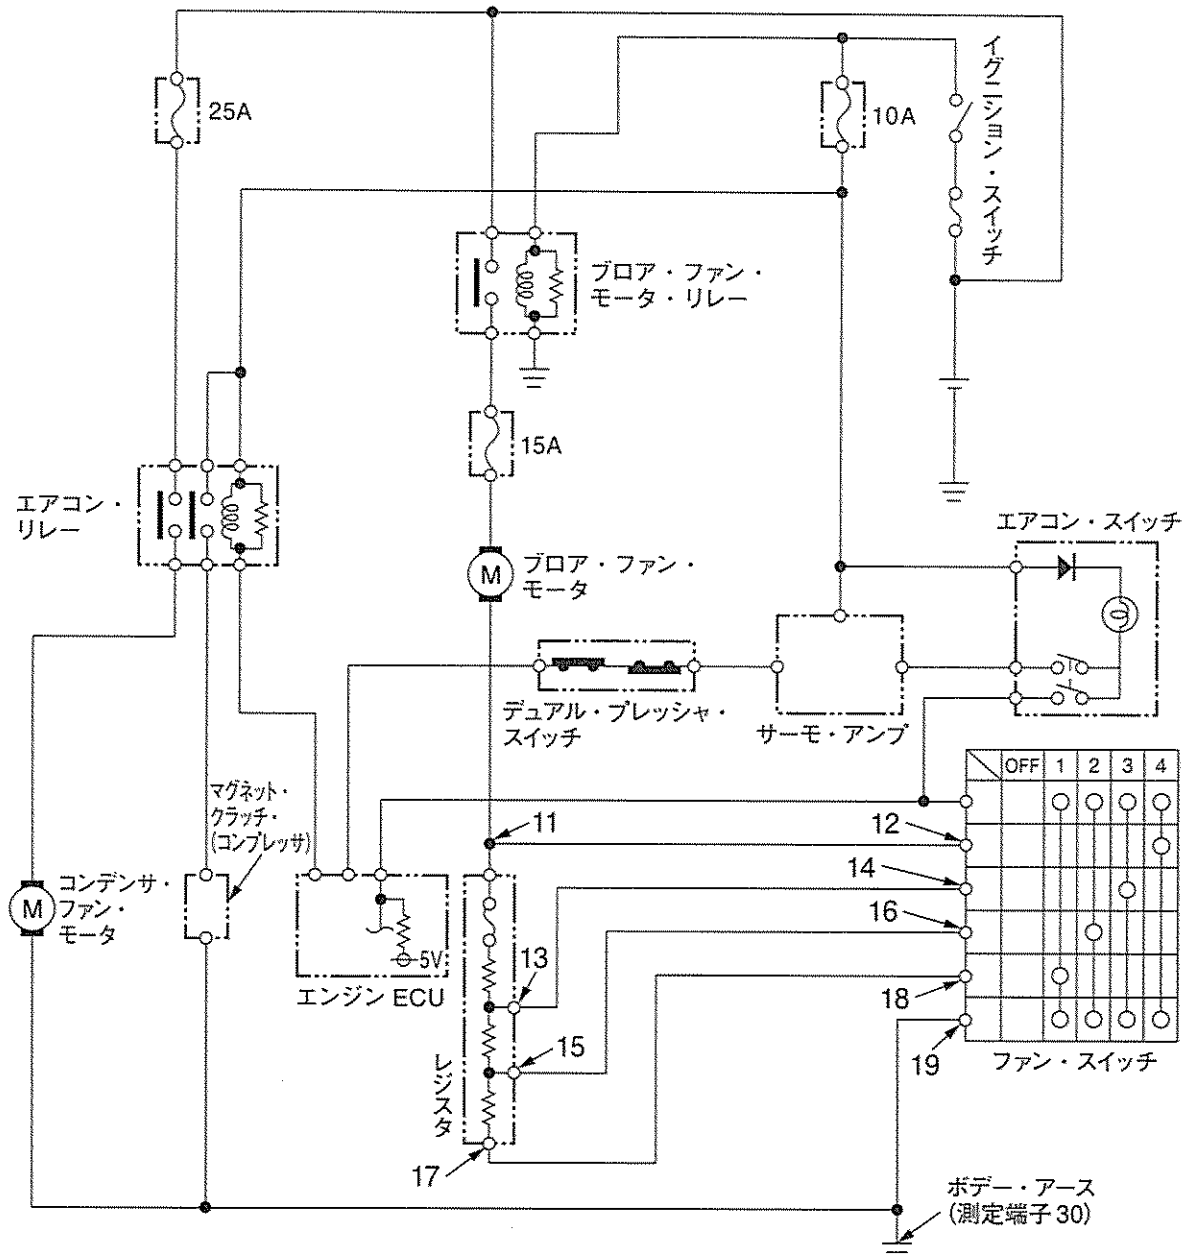 25A
10A
イグニション・スイッチ
ブロア・ファン・
モータ・リレー
15A
エアコン・
リレー
エアコン・スイッチ
M
ブロア・ファン・
モータ
デュアル・プレッシャ・
スイッチ
サーモ・アンプ
OFF 1 2 3 4
マグネット・
クラッチ・
(コンプレッサ)
11
12
14
16
18
19
M
コンデンサ・
ファン・
モータ
5V
エンジン ECU
13
15
17
レジスタ
ファン・スイッチ
ボデー・アース
(測定端子30)